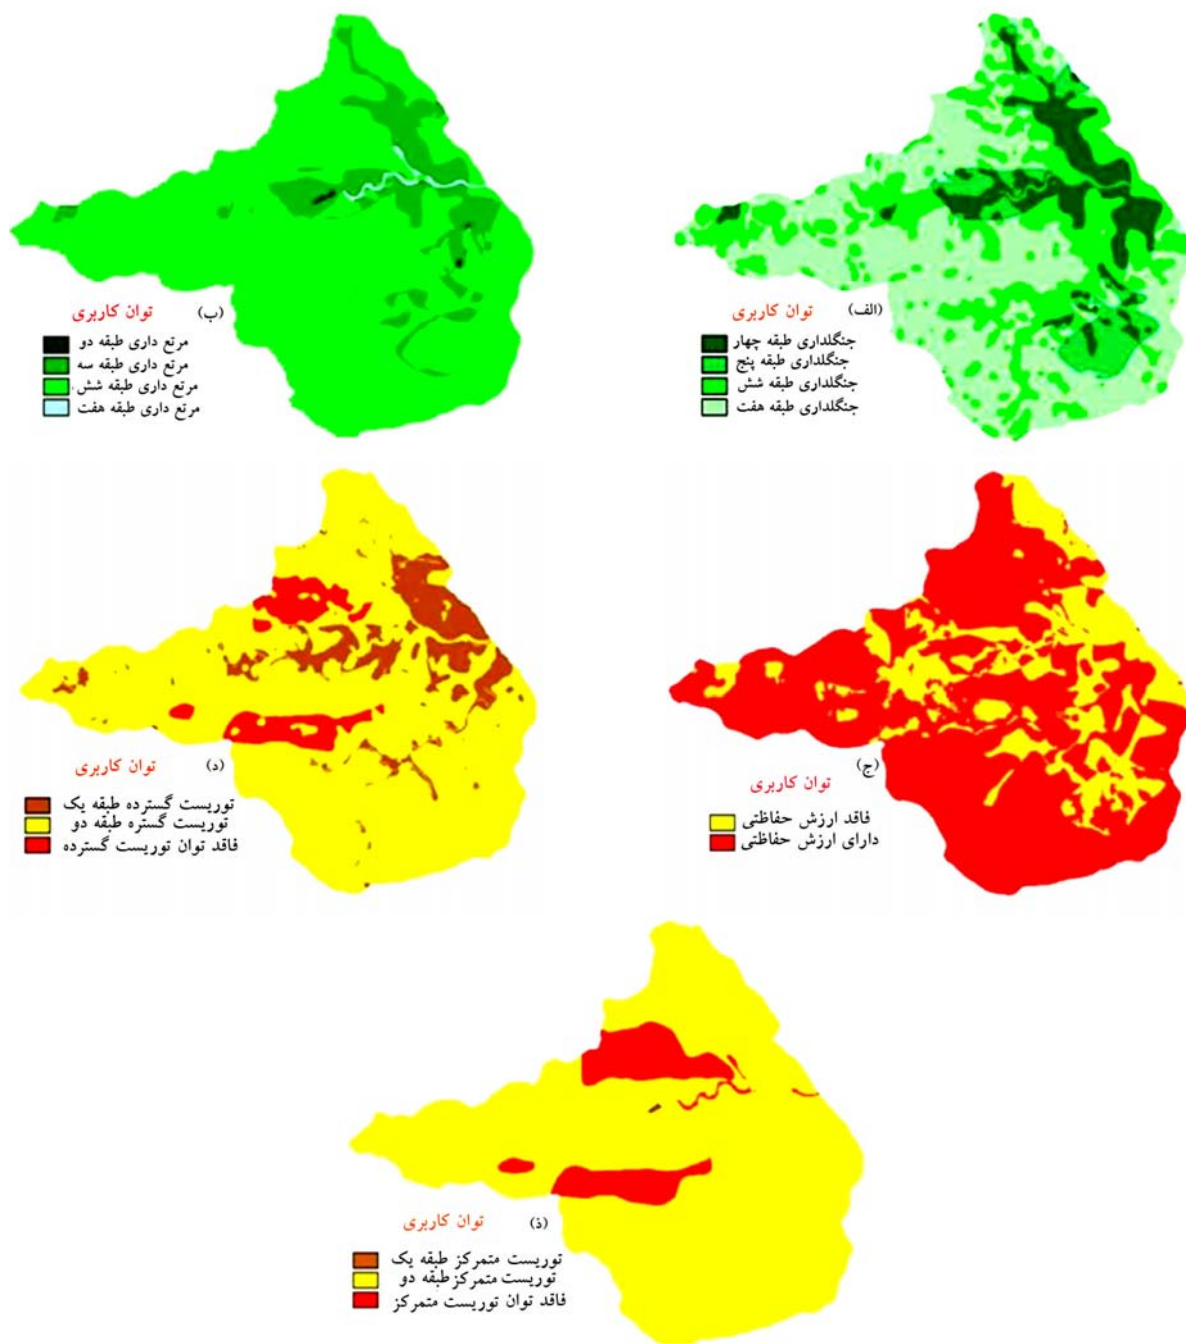 توان کاربری (الف)
جنگلداری طبقه چهار
جنگلداری طبقه پنج
جنگلداری طبقه شش
جنگلداری طبقه هفت
توان کاربری (ب)
مرتع داری طبقه دو
مرتع داری طبقه سه
مرتع داری طبقه شش
مرتع داری طبقه هفت
(ج)
توان کاربری
فاقد ارزش حفاظتی
دارای ارزش حفاظتی
توان کاربری (د)
توریست گسترده طبقه یک
توریست گستره طبقه دو
فاقد توان توریست گسترده
توان کاربری (ذ)
توریست متمرکز طبقه یک
توریست متمرکز طبقه دو
فاقد توان توریست متمرکز